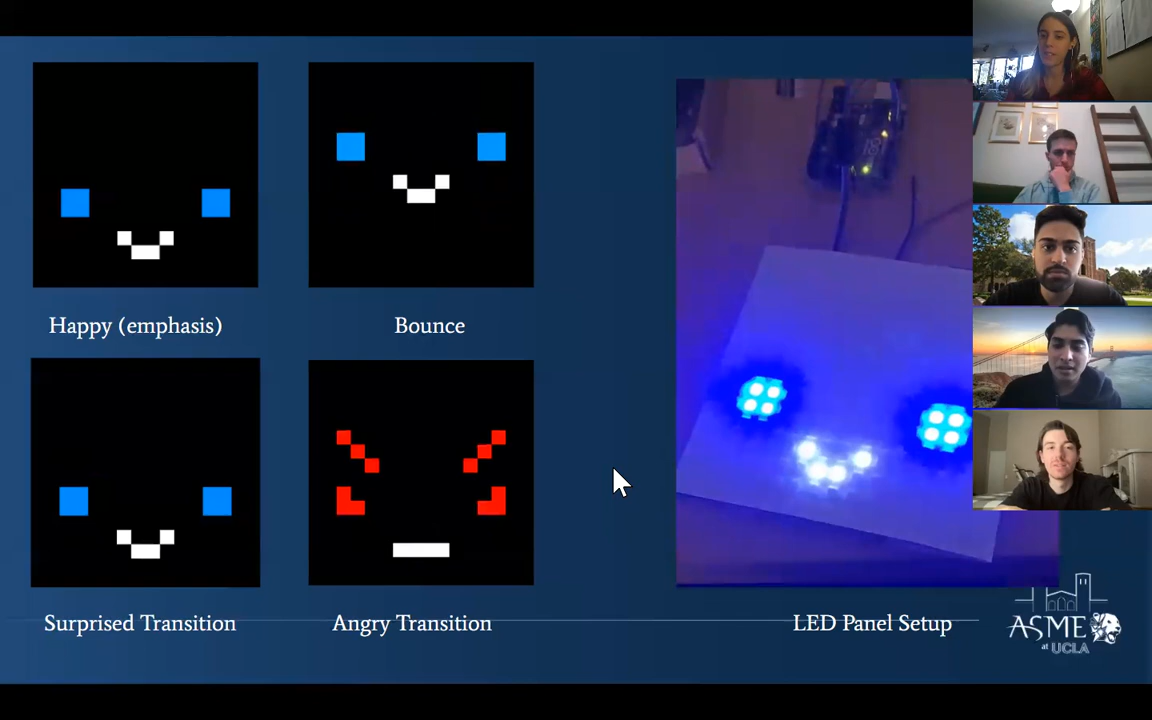 Happy (emphasis)
Bounce
Surprised Transition
Angry Transition
LED Panel Setup
ASME
at UCLA